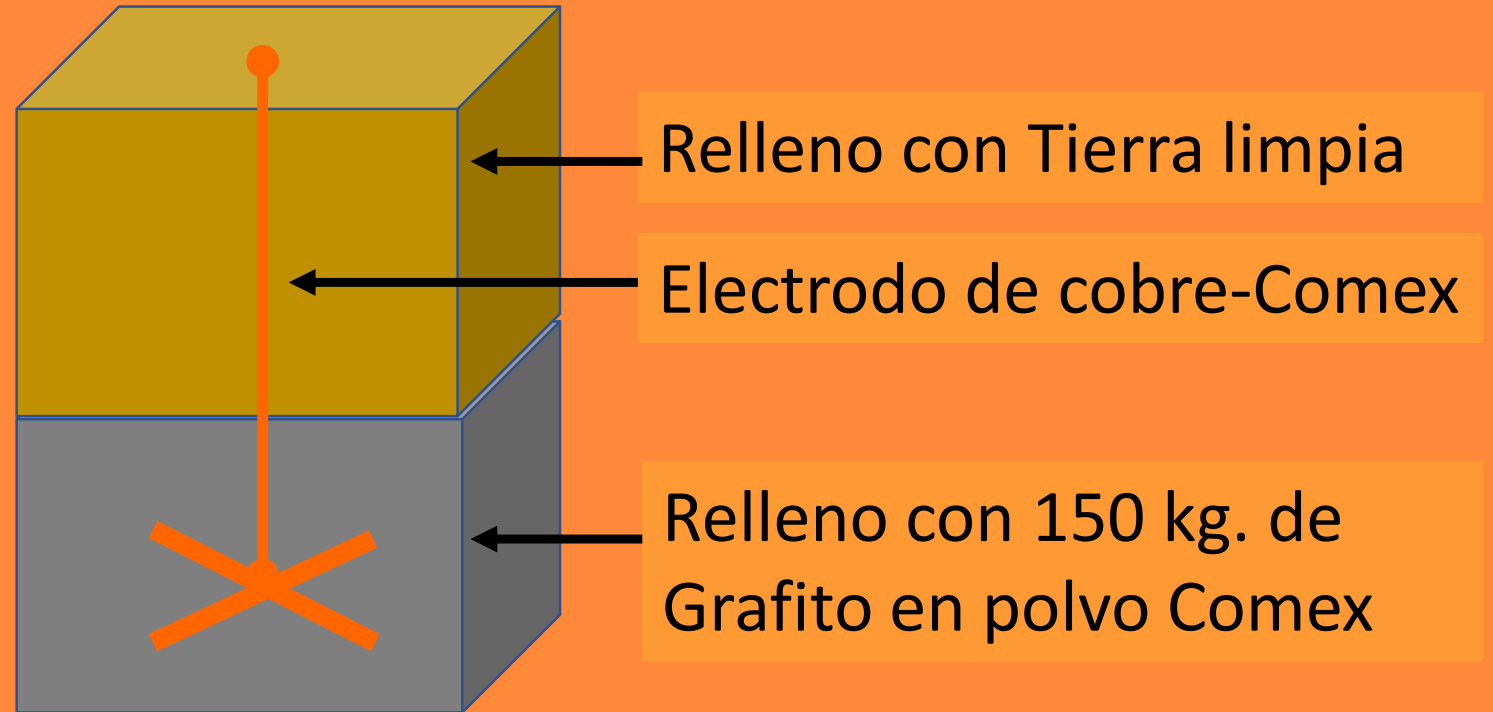 Relleno con Tierra limpia
Electrodo de cobre-Comex
Relleno con 150 kg. de
Grafito en polvo Comex